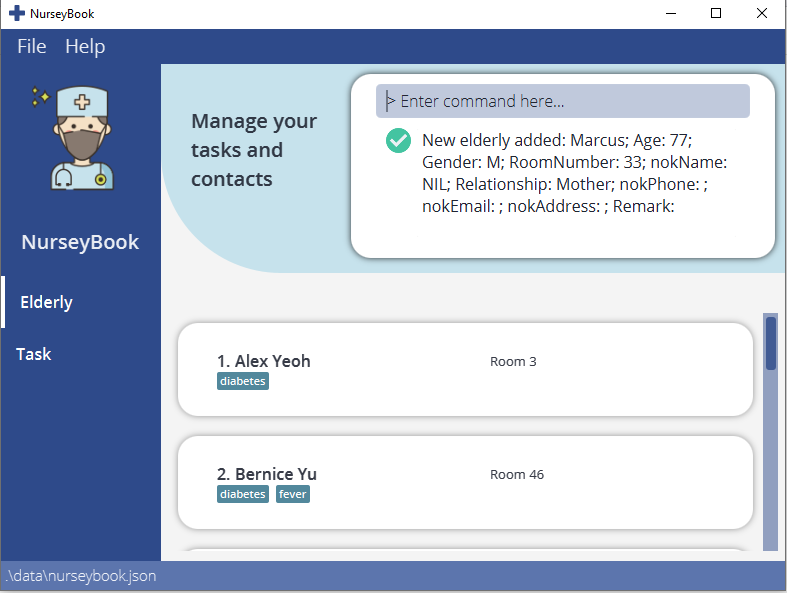 NurseyBook
File Help
Manage your
tasks and
contacts
> Enter command here...
New elderly added: Marcus; Age: 77;
Gender: M; RoomNumber: 33; nokName:
NIL; Relationship: Mother; nokPhone: ;
nokEmail: ; nokAddress: ; Remark:
NurseyBook
Elderly
Task
1. Alex Yeoh
Room 3
diabetes
2. Bernice Yu
Room 46
diabetes fever
.\data\nurseybook.json